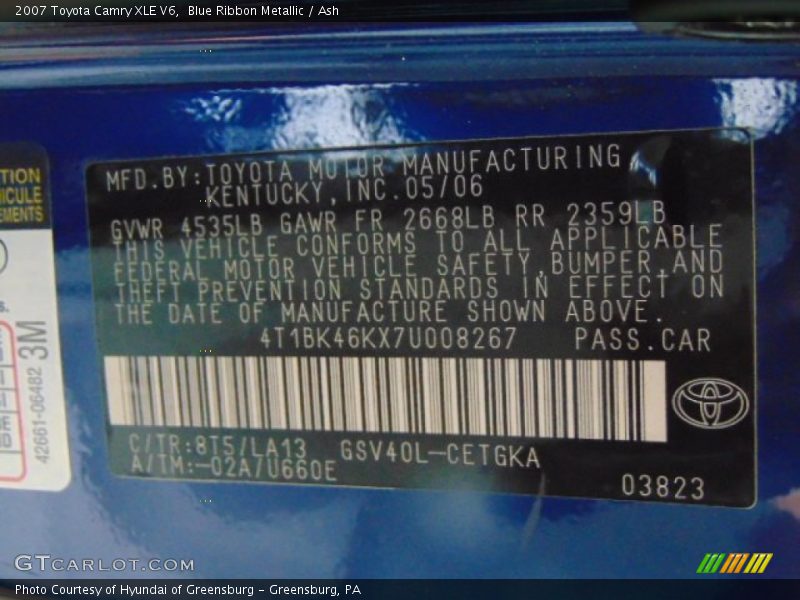 2007 Toyota Camry XLE V6,  Blue Ribbon Metallic / Ash
MFD.BY:TOYOTA MOTOR MANUFACTURING
KENTUCKY,INC.05/06
GVWR 4535LB GAWR FR 2668LB RR 2359LB
THIS VEHICLE CONFORMS TO ALL APPLICABLE
FEDERAL MOTOR VEHICLE SAFETY,BUMPER,AND
THEFT PREVENTION STANDARDS IN EFFECT ON
THE DATE OF MANUFACTURE SHOWN ABOVE.
4T1BK46KX7U008267 PASS.CAR
C/TR:8T5/LA13 GSV40L-CETGKA
A/TM:-02A/U660E
03823
TION
HICULE
EMENTS
s.
42661-06482 3M
GTCARLOT.COM
Photo Courtesy of Hyundai of Greensburg - Greensburg, PA